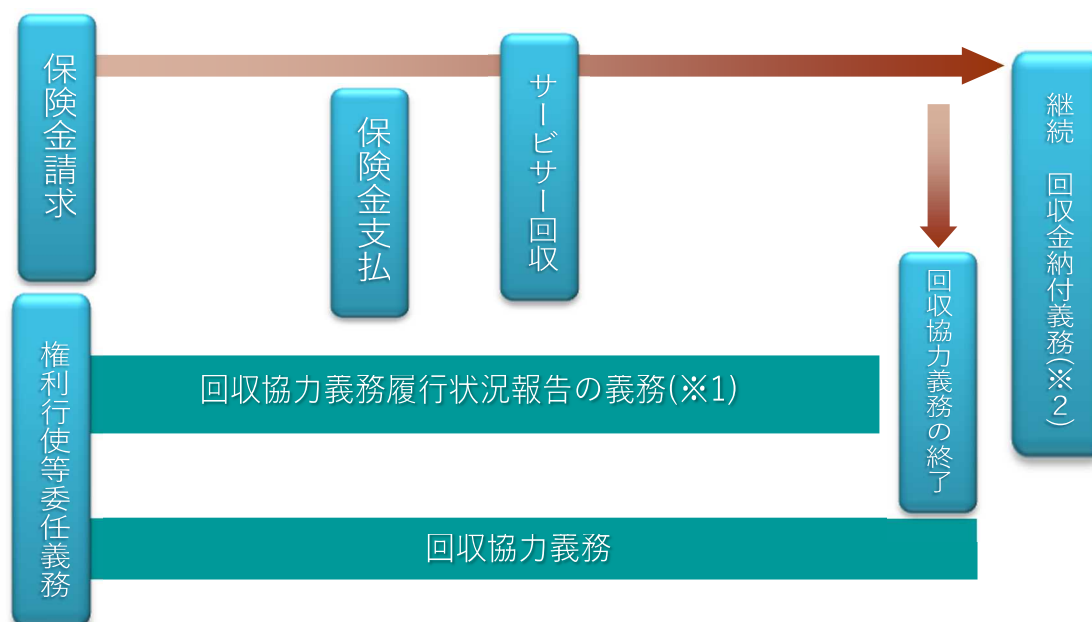 保険金請求
保険金支払
サービサー回収
継続　回収金納付義務(※2)
回収協力義務の終了
権利行使等委任義務
回収協力義務履行状況報告の義務(※1)
回収協力義務